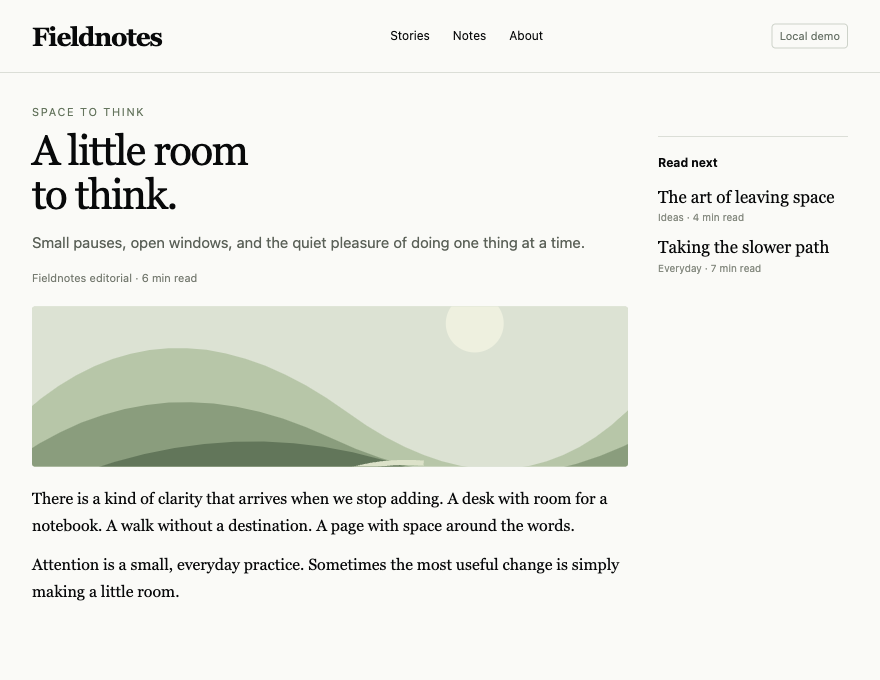 Fieldnotes
Stories Notes About
Local demo
SPACE TO THINK
A little room
to think.
Small pauses, open windows, and the quiet pleasure of doing one thing at a time.
Fieldnotes editorial · 6 min read
There is a kind of clarity that arrives when we stop adding. A desk with room for a
notebook. A walk without a destination. A page with space around the words.
Attention is a small, everyday practice. Sometimes the most useful change is simply
making a little room.
Read next
The art of leaving space
Ideas · 4 min read
Taking the slower path
Everyday · 7 min read